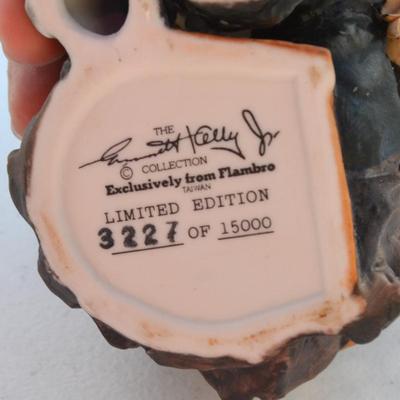 THE
Emmett Kelly Jr
© COLLECTION
Exclusively from Flambro
TAIWAN
LIMITED EDITION
3227 OF 15000